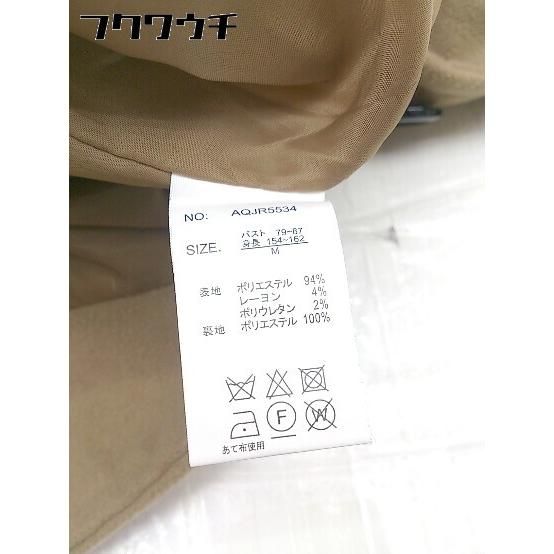 フクワウチ
NO: AQJR5534
SIZE. バスト 79~87
身長 154~162
M
表地 ポリエステル 94%
レーヨン 4%
ポリウレタン 2%
裏地 ポリエステル 100%
F W
あて布使用